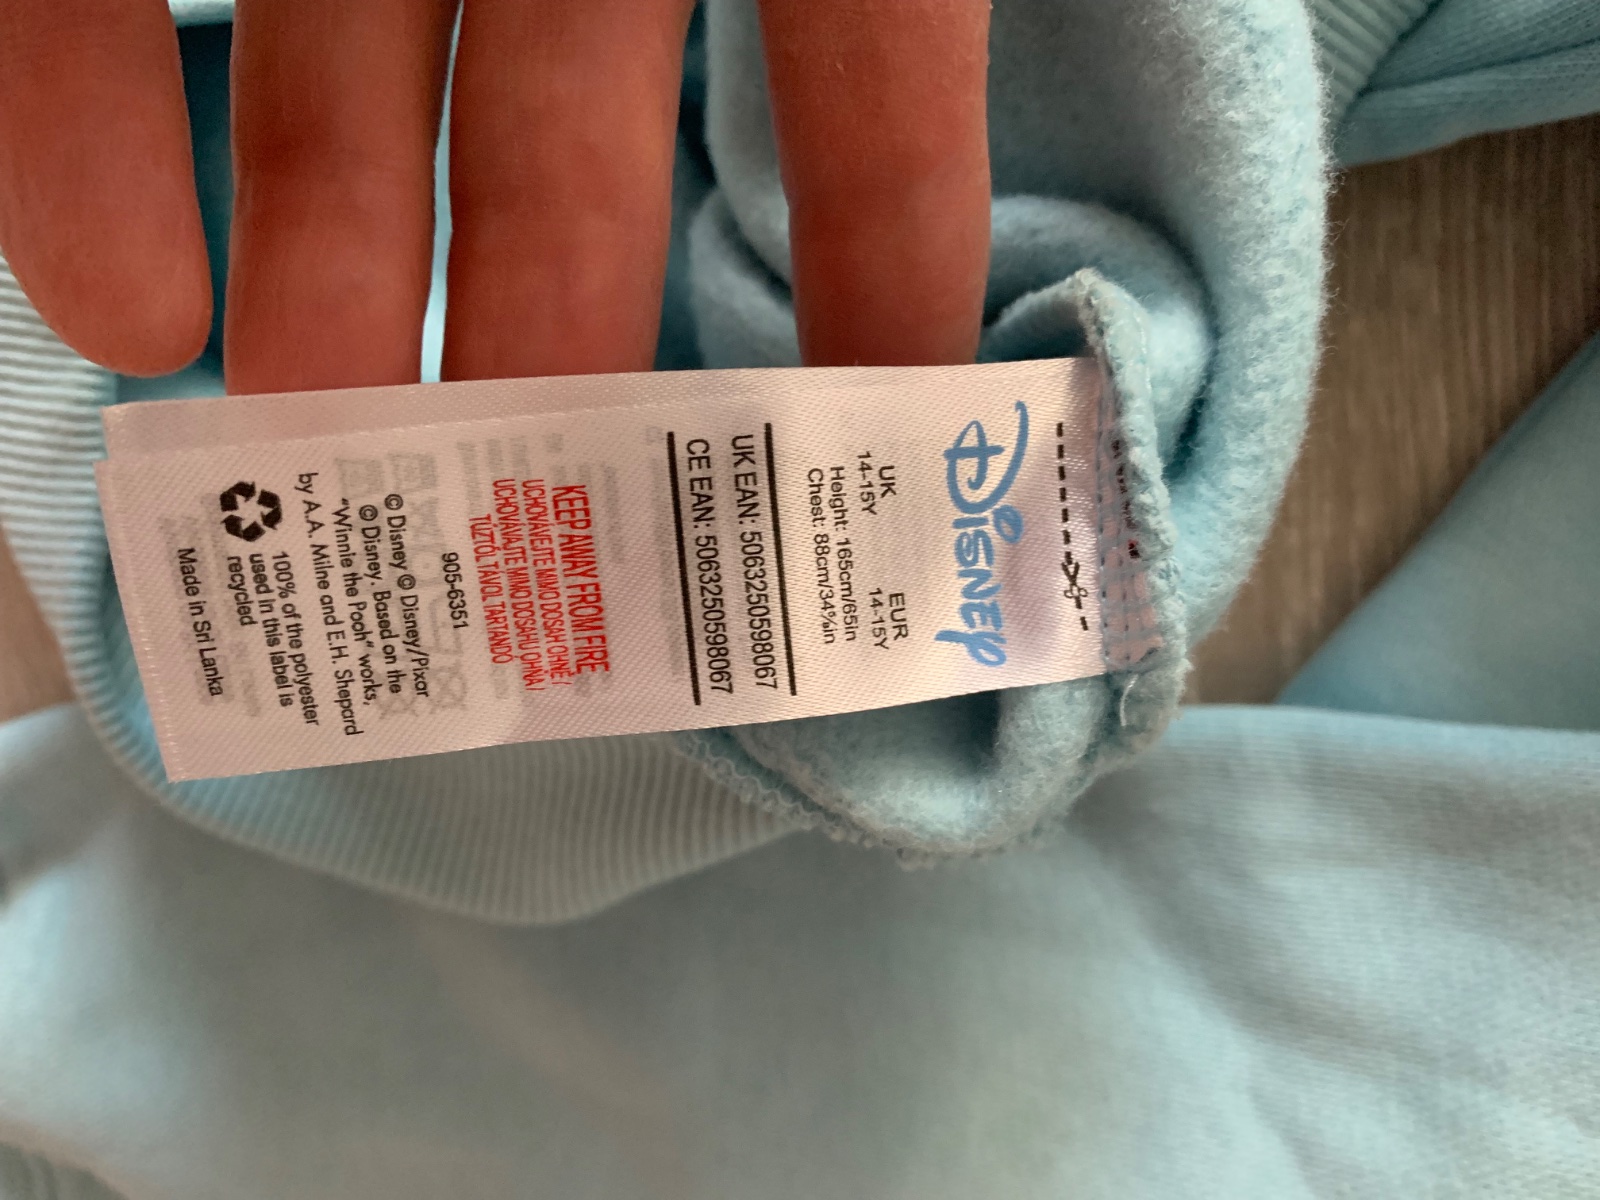 Disney
UK EUR
14-15Y 14-15Y
Height: 165cm/65in
Chest: 88cm/34⅝in
UK EAN: 5063250598067
CE EAN: 5063250598067
KEEP AWAY FROM FIRE
UCHOVÁVEJTE MIMO DOSAH OHNĚ/
UCHOVÁVAJTE MIMO DOSAHU OHŇA/
TŰZTŐL TÁVOL TARTANDÓ
905-6351
© Disney © Disney/Pixar
© Disney. Based on the
"Winnie the Pooh" works,
by A.A. Milne and E.H. Shepard
100% of the polyester
used in this label is
recycled
Made in Sri Lanka